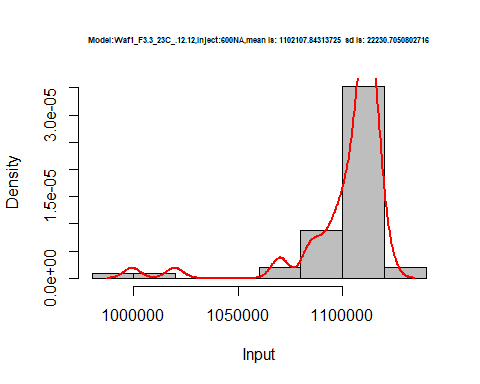 Model:Waf1_F3.3_23C_.12.12,Inject:600NA,mean is: 1102107.84313725 sd is: 22230.7050802716
Density
0.0e+00
1.5e-05
3.0e-05
1000000
1050000
1100000
Input